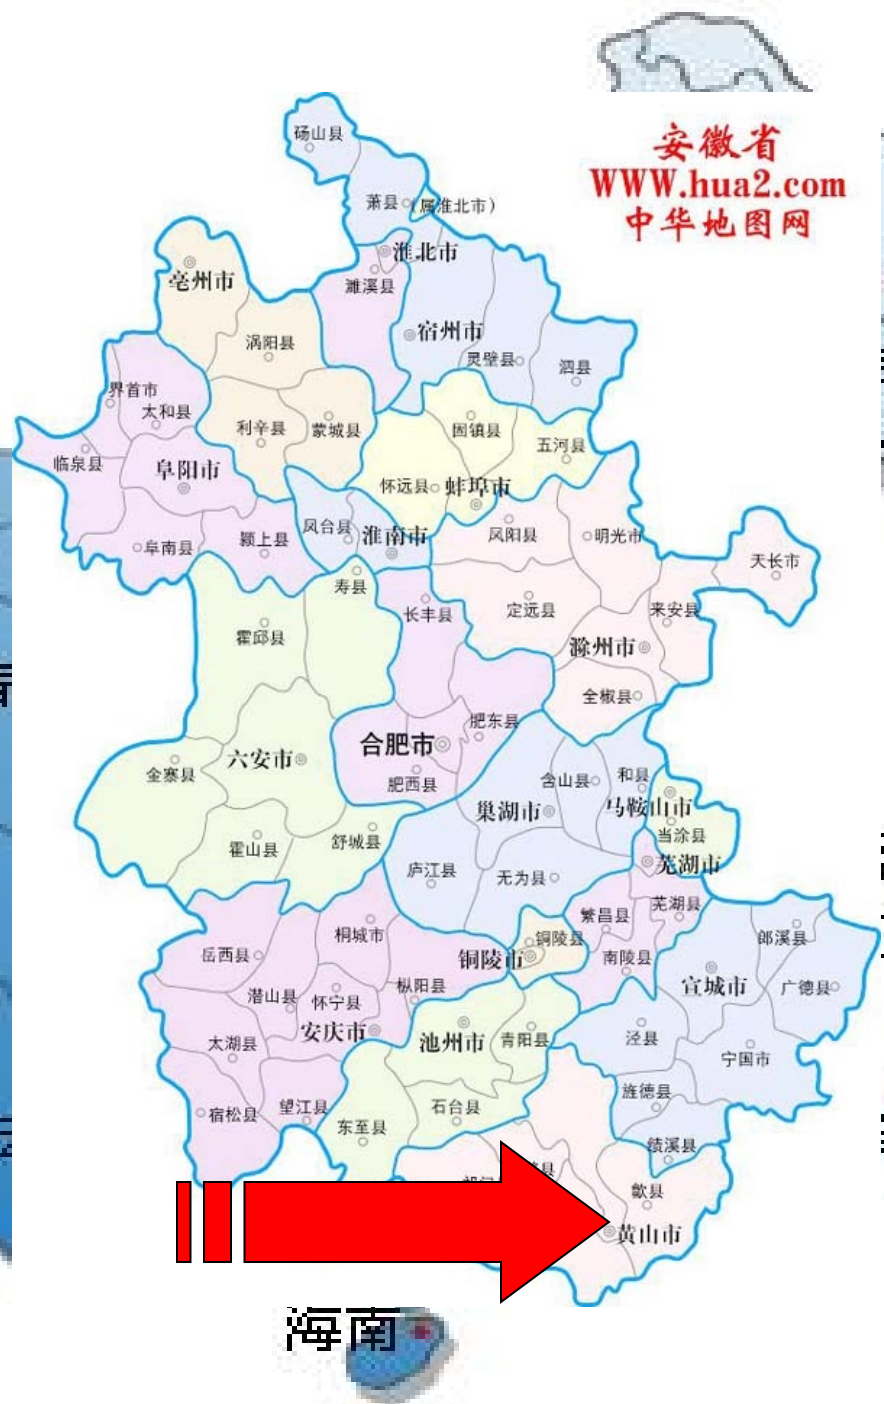 安徽省
WWW.hua2.com
中华地图网
砀山县
萧县
(属淮北市)
淮北市
濉溪县
亳州市
涡阳县
宿州市
灵壁县
泗县
界首市
太和县
利辛县
蒙城县
固镇县
五河县
临泉县
阜阳市
怀远县
蚌埠市
阜南县
颍上县
凤台县
淮南市
凤阳县
明光市
天长市
寿县
长丰县
定远县
来安县
霍邱县
滁州市
全椒县
肥东县
合肥市
六安市
金寨县
肥西县
含山县
和县
巢湖市
马鞍山市
当涂县
霍山县
舒城县
芜湖市
庐江县
无为县
芜湖县
繁昌县
桐城市
铜陵县
郎溪县
岳西县
铜陵市
南陵县
宣城市
广德县
潜山县
怀宁县
枞阳县
安庆市
太湖县
池州市
青阳县
泾县
宁国市
宿松县
望江县
石台县
旌德县
东至县
绩溪县
县
歙县
黄山市
海南